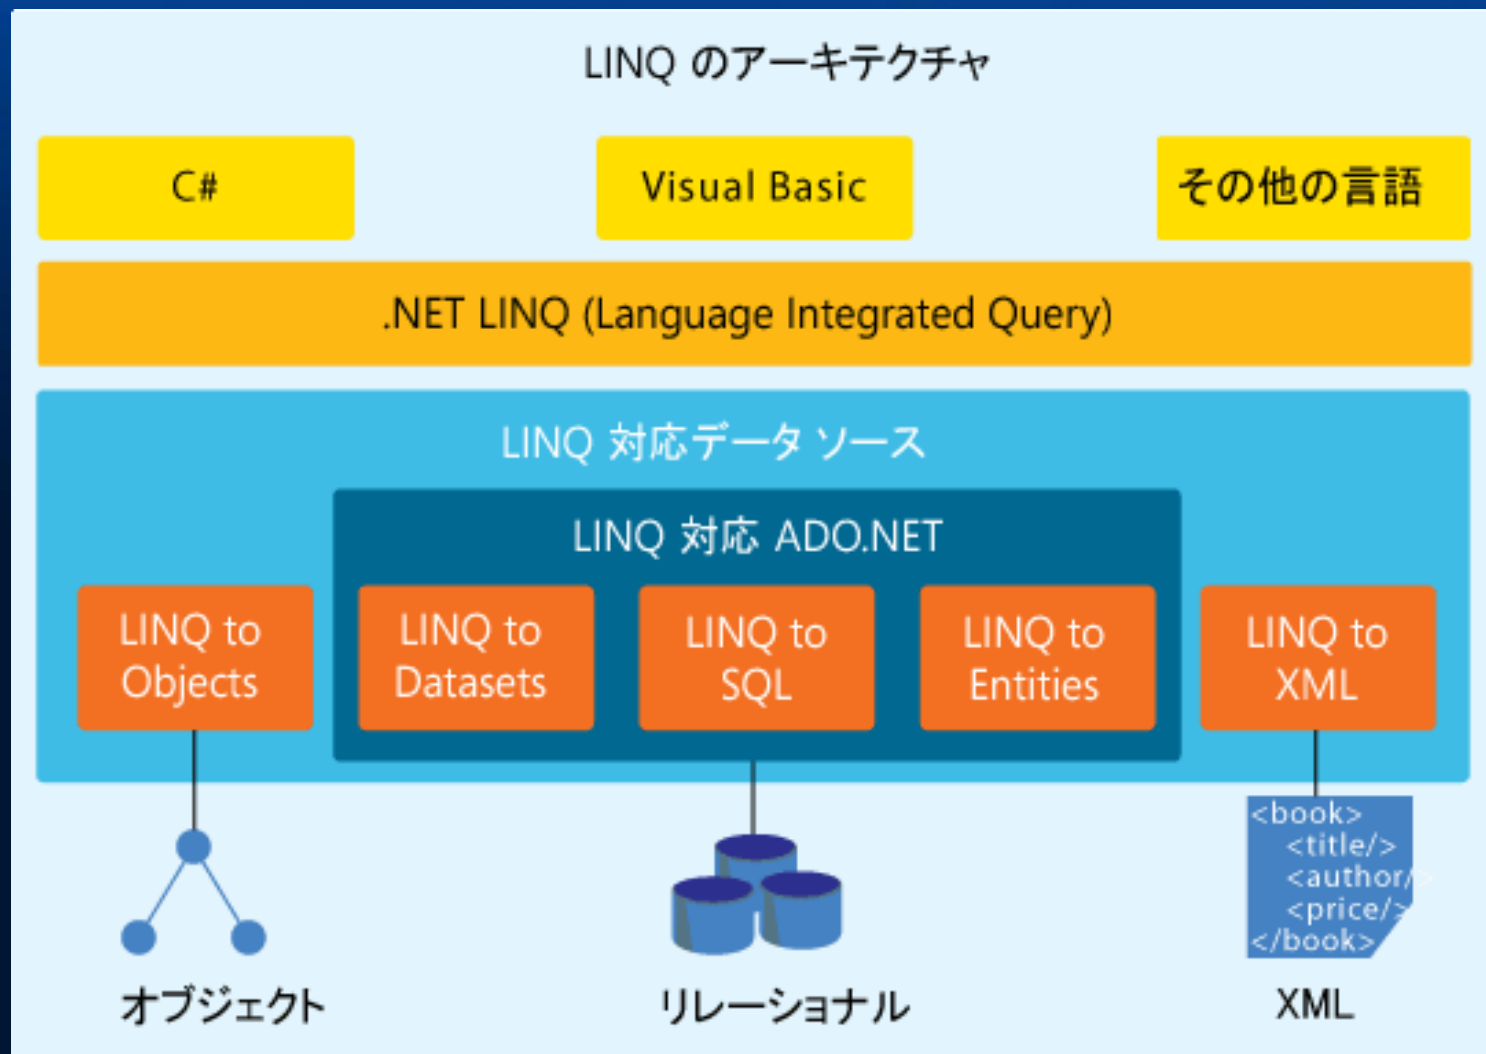 LINQ のアーキテクチャ
C#
Visual Basic
その他の言語
.NET LINQ (Language Integrated Query)
LINQ 対応データ ソース
LINQ 対応 ADO.NET
LINQ to
Objects
LINQ to
Datasets
LINQ to
SQL
LINQ to
Entities
LINQ to
XML
<book>
<title/>
<author/>
<price/>
</book>
オブジェクト
リレーショナル
XML